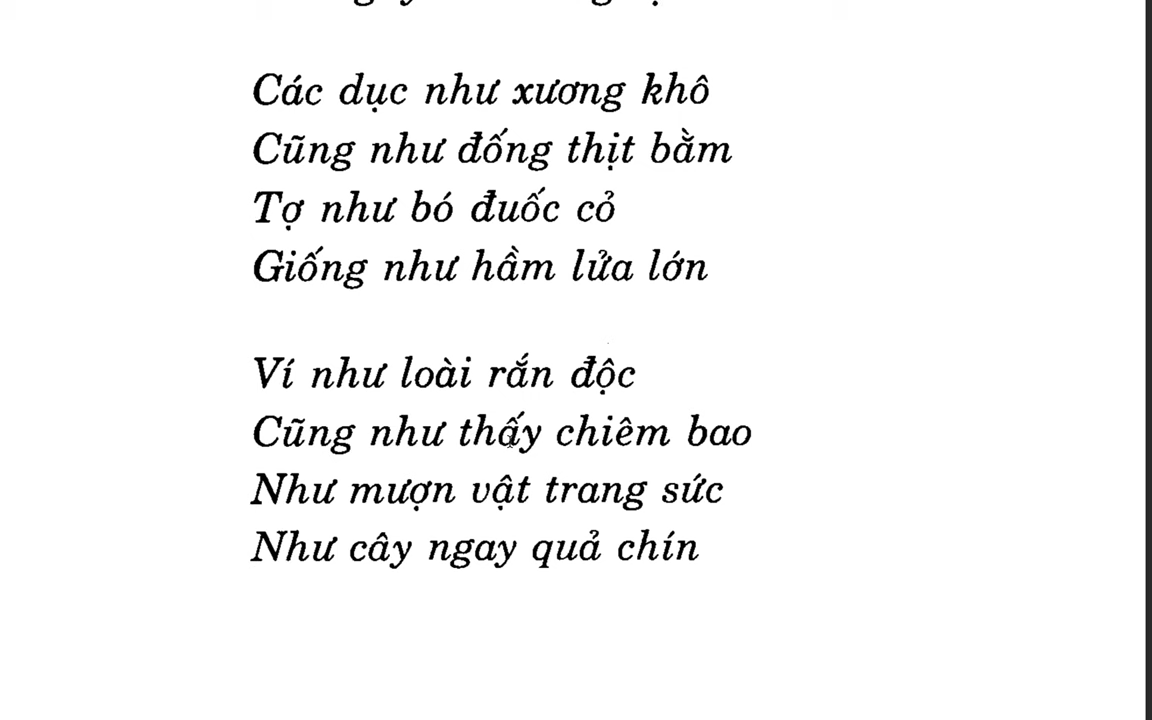 Các dục như xương khô
Cũng như đống thịt bằm
Tợ như bó đuốc cỏ
Giống như hầm lửa lớn
Ví như loài rắn độc
Cũng như thấy chiêm bao
Như mượn vật trang sức
Như cây ngay quả chín